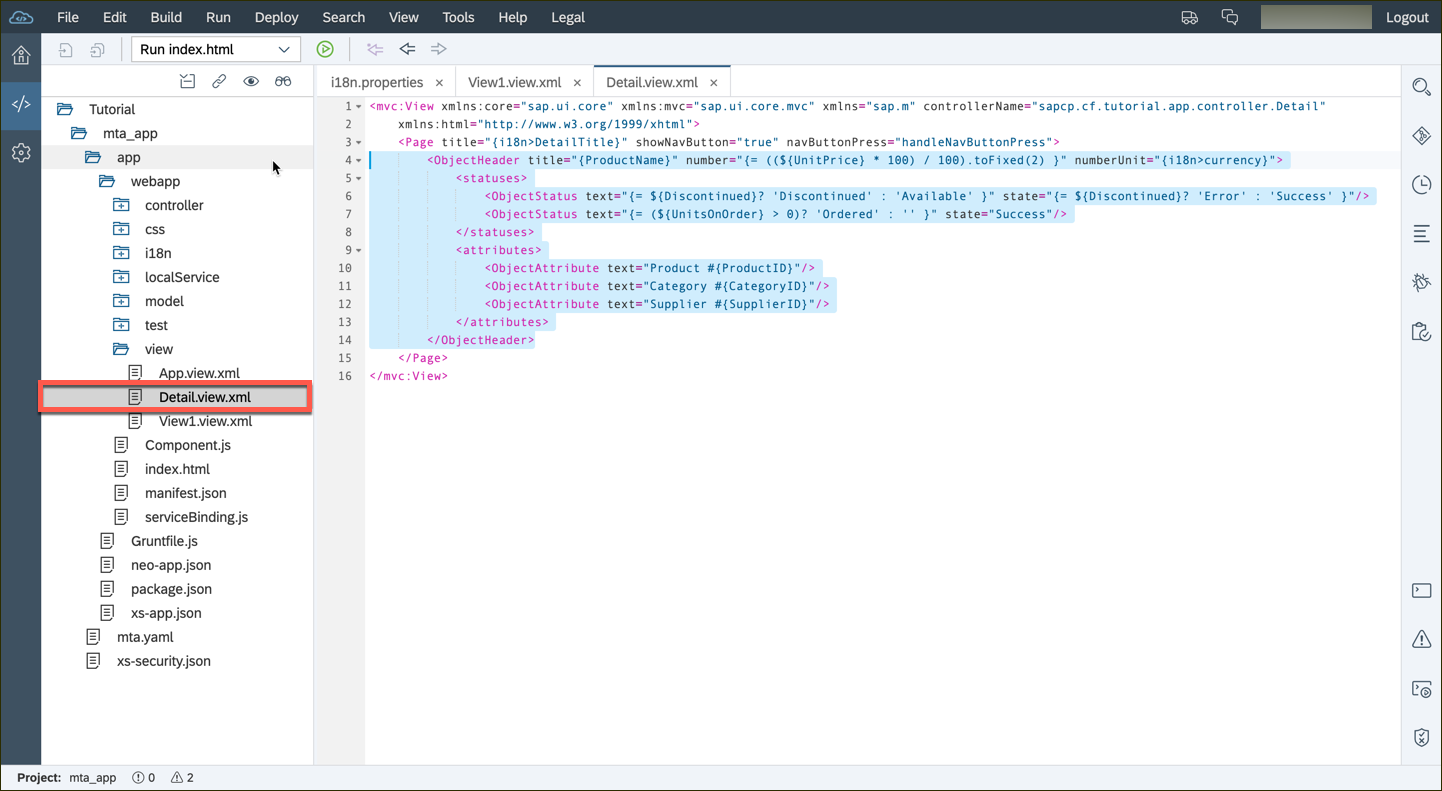 File Edit Build Run Deploy Search View Tools Help Legal Logout
Run index.html
i18n.properties × View1.view.xml × Detail.view.xml ×
Tutorial
mta_app
app
webapp
controller
css
i18n
localService
model
test
view
App.view.xml
Detail.view.xml
View1.view.xml
Component.js
index.html
manifest.json
serviceBinding.js
Gruntfile.js
neo-app.json
package.json
xs-app.json
mta.yaml
xs-security.json
1 <mvc:View xmlns:core="sap.ui.core" xmlns:mvc="sap.ui.core.mvc" xmlns="sap.m" controllerName="sapcp.cf.tutorial.app.controller.Detail"
2 xmlns:html="http://www.w3.org/1999/xhtml">
3 <Page title="{i18n>DetailTitle}" showNavButton="true" navButtonPress="handleNavButtonPress">
4 <ObjectHeader title="{ProductName}" number="{= ((${UnitPrice} * 100) / 100).toFixed(2) }" numberUnit="{i18n>currency}">
5 <statuses>
6 <ObjectStatus text="{= ${Discontinued}? 'Discontinued' : 'Available' }" state="{= ${Discontinued}? 'Error' : 'Success' }"/>
7 <ObjectStatus text="{= (${UnitsOnOrder} > 0)? 'Ordered' : '' }" state="Success"/>
8 </statuses>
9 <attributes>
10 <ObjectAttribute text="Product #{ProductID}"/>
11 <ObjectAttribute text="Category #{CategoryID}"/>
12 <ObjectAttribute text="Supplier #{SupplierID}"/>
13 </attributes>
14 </ObjectHeader>
15 </Page>
16 </mvc:View>
Project: mta_app 0 2